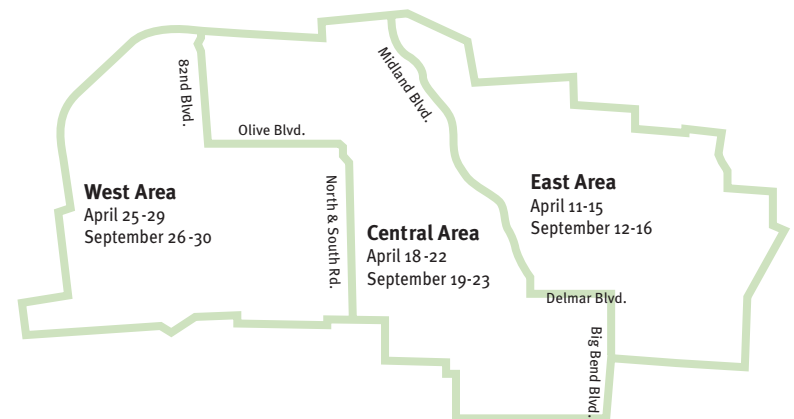 82nd Blvd.
Midland Blvd.
Olive Blvd.
West Area
April 25-29
September 26-30
North & South Rd.
Central Area
April 18-22
September 19-23
East Area
April 11-15
September 12-16
Delmar Blvd.
Big Bend Blvd.